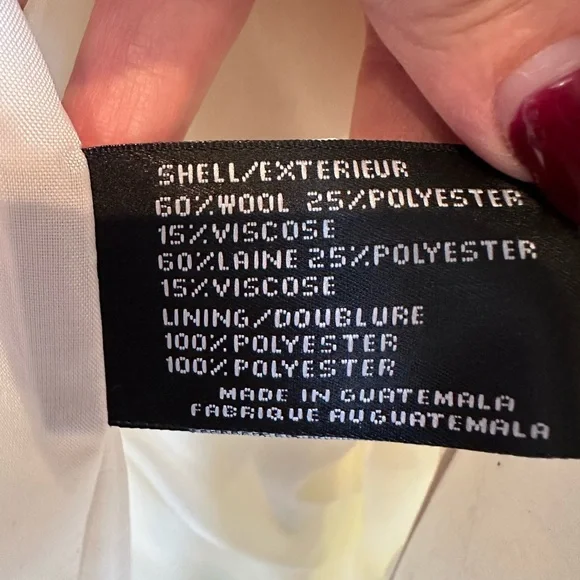 SHELL/EXTERIEUR
60%WOOL 25%POLYESTER
15%VISCOSE
60%LAINE 25%POLYESTER
15%VISCOSE
LINING/DOUBLURE
100%POLYESTER
100%POLYESTER
MADE IN GUATEMALA
FABRIQUE AUGUATEMALA